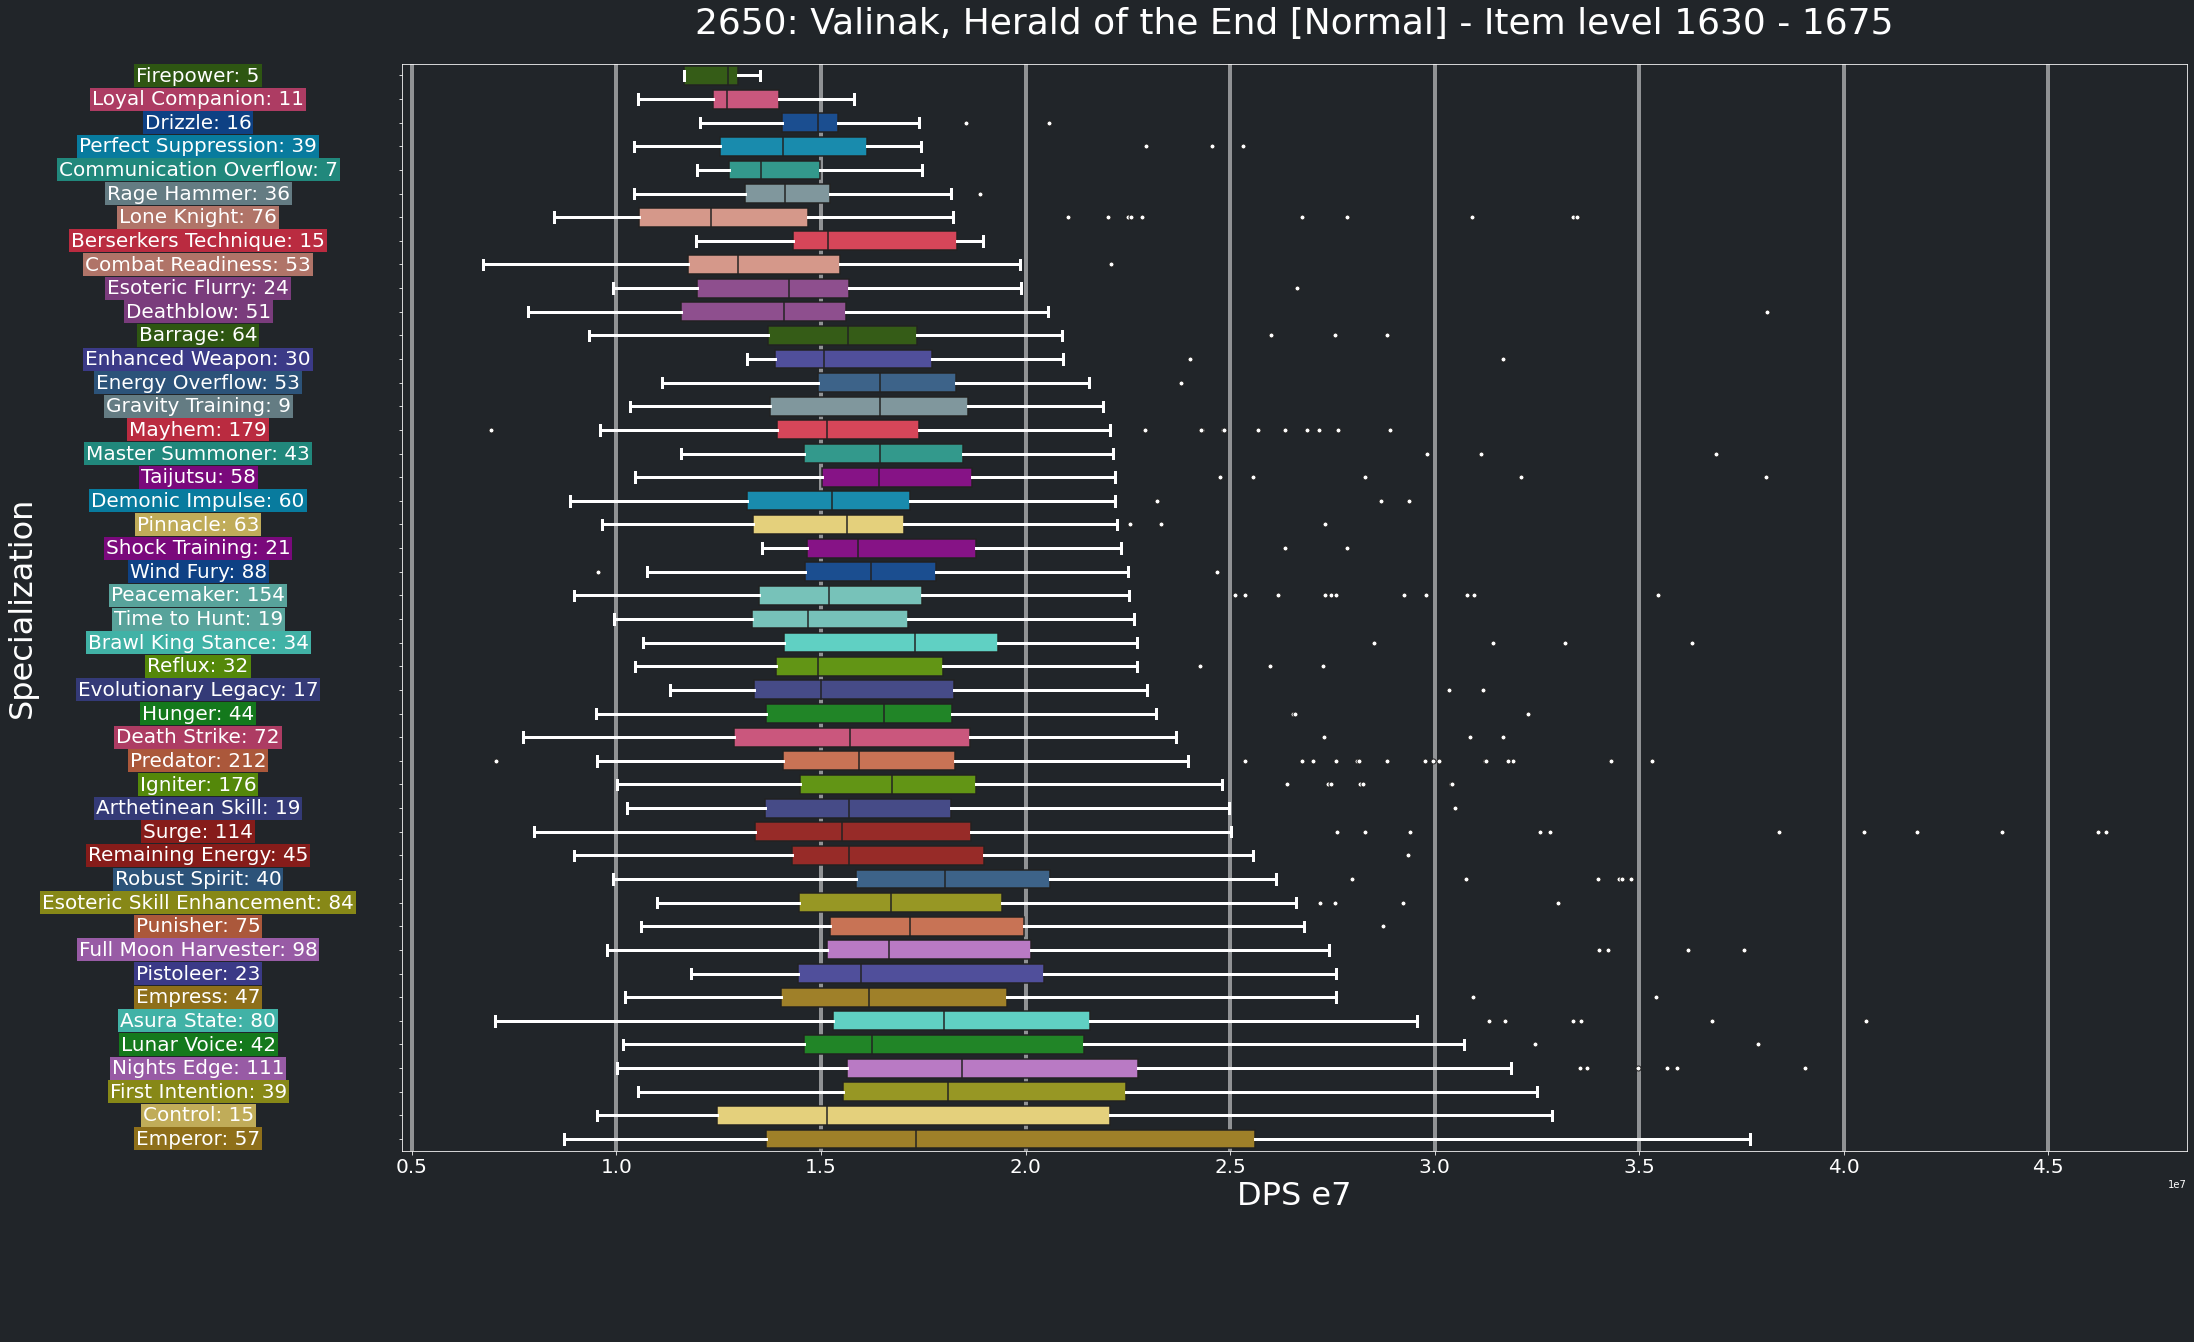 2650: Valinak, Herald of the End [Normal] - Item level 1630 - 1675
Specialization
Firepower: 5
Loyal Companion: 11
Drizzle: 16
Perfect Suppression: 39
Communication Overflow: 7
Rage Hammer: 36
Lone Knight: 76
Berserkers Technique: 15
Combat Readiness: 53
Esoteric Flurry: 24
Deathblow: 51
Barrage: 64
Enhanced Weapon: 30
Energy Overflow: 53
Gravity Training: 9
Mayhem: 179
Master Summoner: 43
Taijutsu: 58
Demonic Impulse: 60
Pinnacle: 63
Shock Training: 21
Wind Fury: 88
Peacemaker: 154
Time to Hunt: 19
Brawl King Stance: 34
Reflux: 32
Evolutionary Legacy: 17
Hunger: 44
Death Strike: 72
Predator: 212
Igniter: 176
Arthetinean Skill: 19
Surge: 114
Remaining Energy: 45
Robust Spirit: 40
Esoteric Skill Enhancement: 84
Punisher: 75
Full Moon Harvester: 98
Pistoleer: 23
Empress: 47
Asura State: 80
Lunar Voice: 42
Nights Edge: 111
First Intention: 39
Control: 15
Emperor: 57
0.5 1.0 1.5 2.0 2.5 3.0 3.5 4.0 4.5
DPS e7
1e7